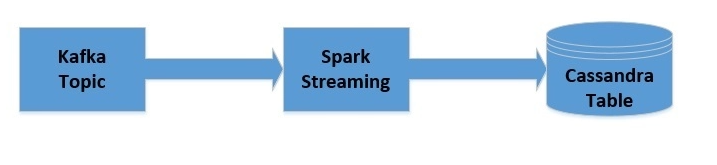 Kafka
Topic
Spark
Streaming
Cassandra
Table